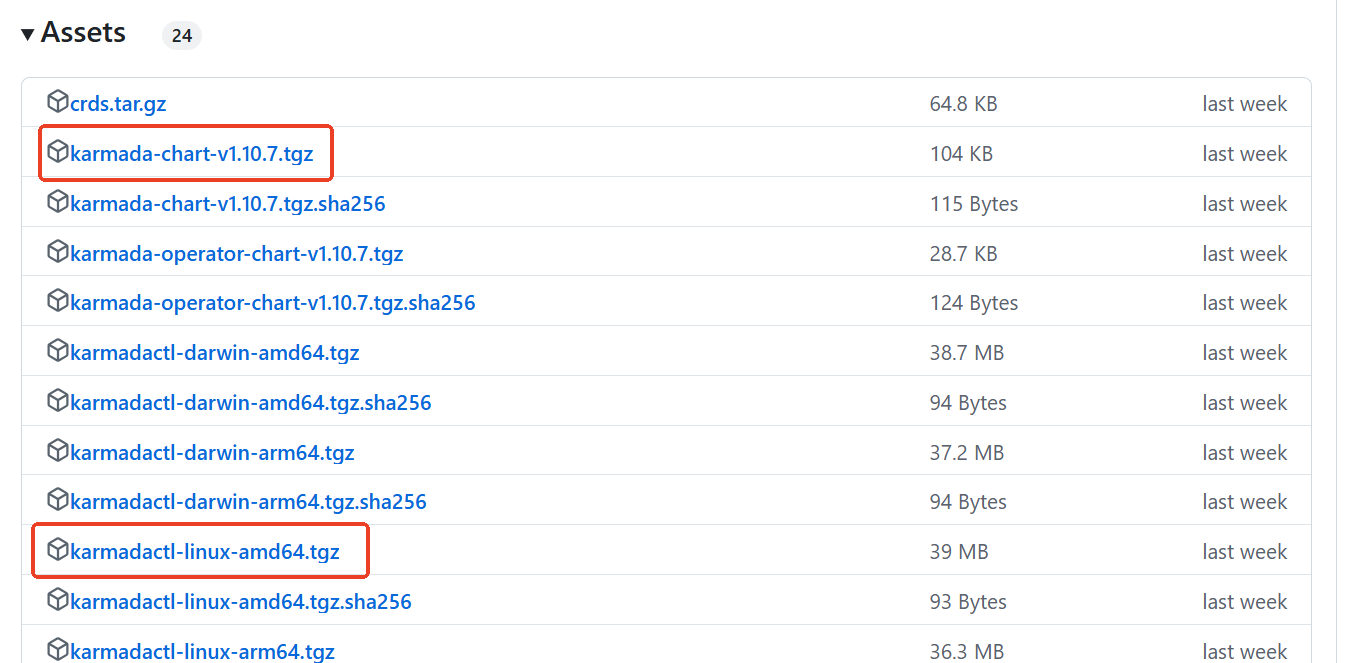 Assets 24
crds.tar.gz 64.8 KB last week
karmada-chart-v1.10.7.tgz 104 KB last week
karmada-chart-v1.10.7.tgz.sha256 115 Bytes last week
karmada-operator-chart-v1.10.7.tgz 28.7 KB last week
karmada-operator-chart-v1.10.7.tgz.sha256 124 Bytes last week
karmadactl-darwin-amd64.tgz 38.7 MB last week
karmadactl-darwin-amd64.tgz.sha256 94 Bytes last week
karmadactl-darwin-arm64.tgz 37.2 MB last week
karmadactl-darwin-arm64.tgz.sha256 94 Bytes last week
karmadactl-linux-amd64.tgz 39 MB last week
karmadactl-linux-amd64.tgz.sha256 93 Bytes last week
karmadactl-linux-arm64.tgz 36.3 MB last week